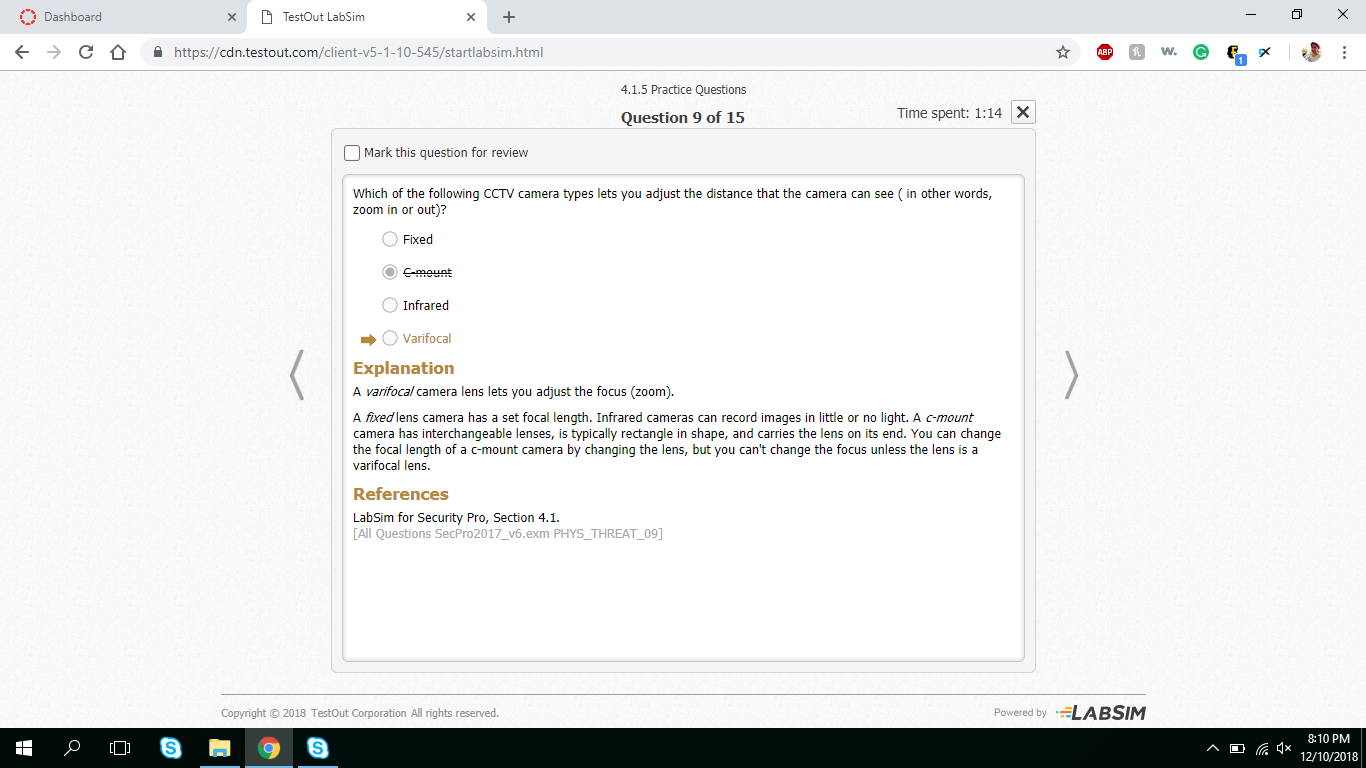 Dashboard
TestOut LabSim
https://cdn.testout.com/client-v5-1-10-545/startlabsim.html
ABP
w.
1
4.1.5 Practice Questions
Question 9 of 15
Time spent: 1:14
Mark this question for review
Which of the following CCTV camera types lets you adjust the distance that the camera can see ( in other words,
zoom in or out)?
Fixed
C-mount
Infrared
Varifocal
Explanation
A varifocal camera lens lets you adjust the focus (zoom).
A fixed lens camera has a set focal length. Infrared cameras can record images in little or no light. A c-mount
camera has interchangeable lenses, is typically rectangle in shape, and carries the lens on its end. You can change
the focal length of a c-mount camera by changing the lens, but you can't change the focus unless the lens is a
varifocal lens.
References
LabSim for Security Pro, Section 4.1.
[All Questions SecPro2017_v6.exm PHYS_THREAT_09]
Copyright © 2018 TestOut Corporation All rights reserved.
Powered by LABSIM
8:10 PM
12/10/2018